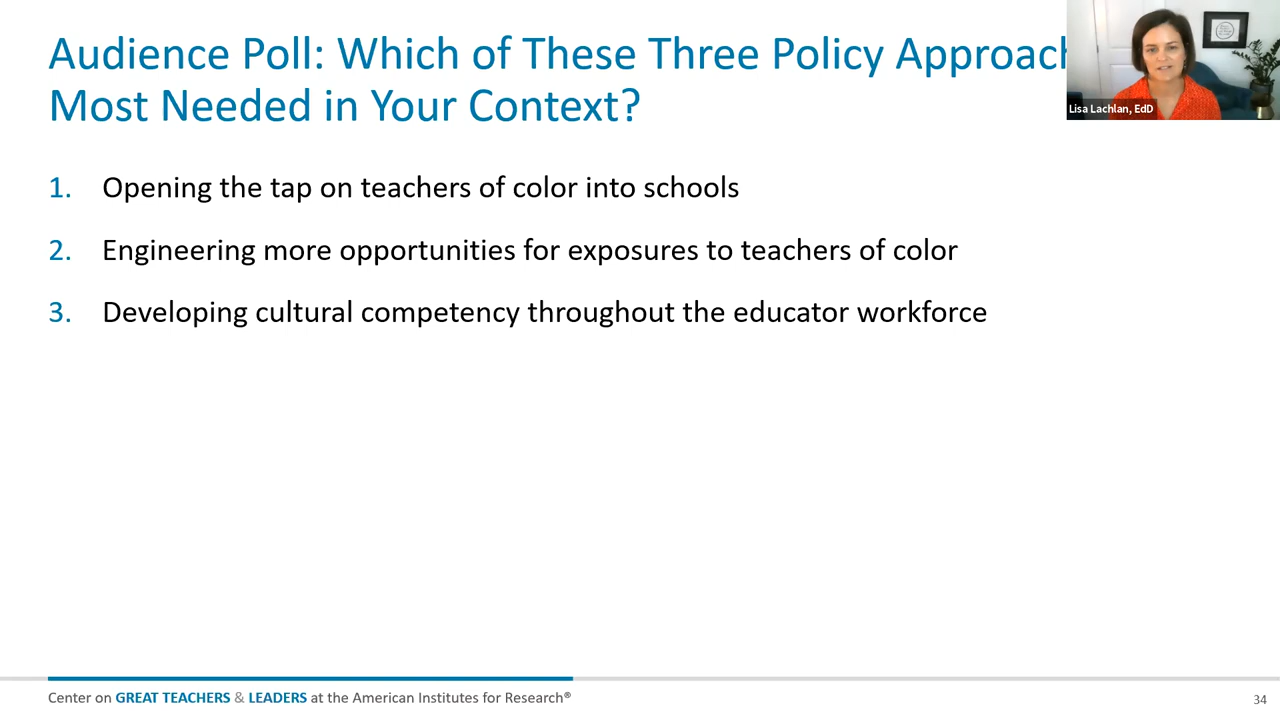 Audience Poll: Which of These Three Policy Approach
Most Needed in Your Context?
Lisa Lachlan, EdD
1. Opening the tap on teachers of color into schools
2. Engineering more opportunities for exposures to teachers of color
3. Developing cultural competency throughout the educator workforce
Center on GREAT TEACHERS & LEADERS at the American Institutes for Research®
34